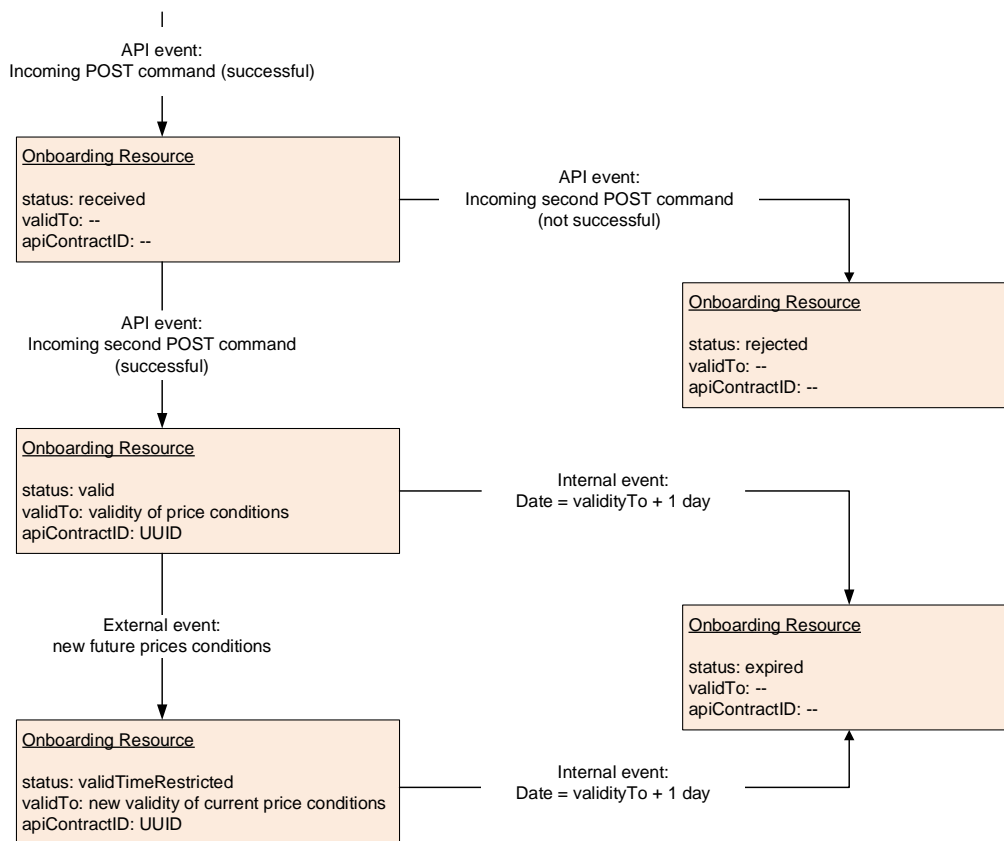 API event:
Incoming POST command (successful)
Onboarding Resource
status: received
validTo: --
apiContractID: --
API event:
Incoming second POST command
(not successful)
Onboarding Resource
status: rejected
validTo: --
apiContractID: --
API event:
Incoming second POST command
(successful)
Onboarding Resource
status: valid
validTo: validity of price conditions
apiContractID: UUID
Internal event:
Date = validityTo + 1 day
External event:
new future prices conditions
Onboarding Resource
status: expired
validTo: --
apiContractID: --
Onboarding Resource
status: validTimeRestricted
validTo: new validity of current price conditions
apiContractID: UUID
Internal event:
Date = validityTo + 1 day